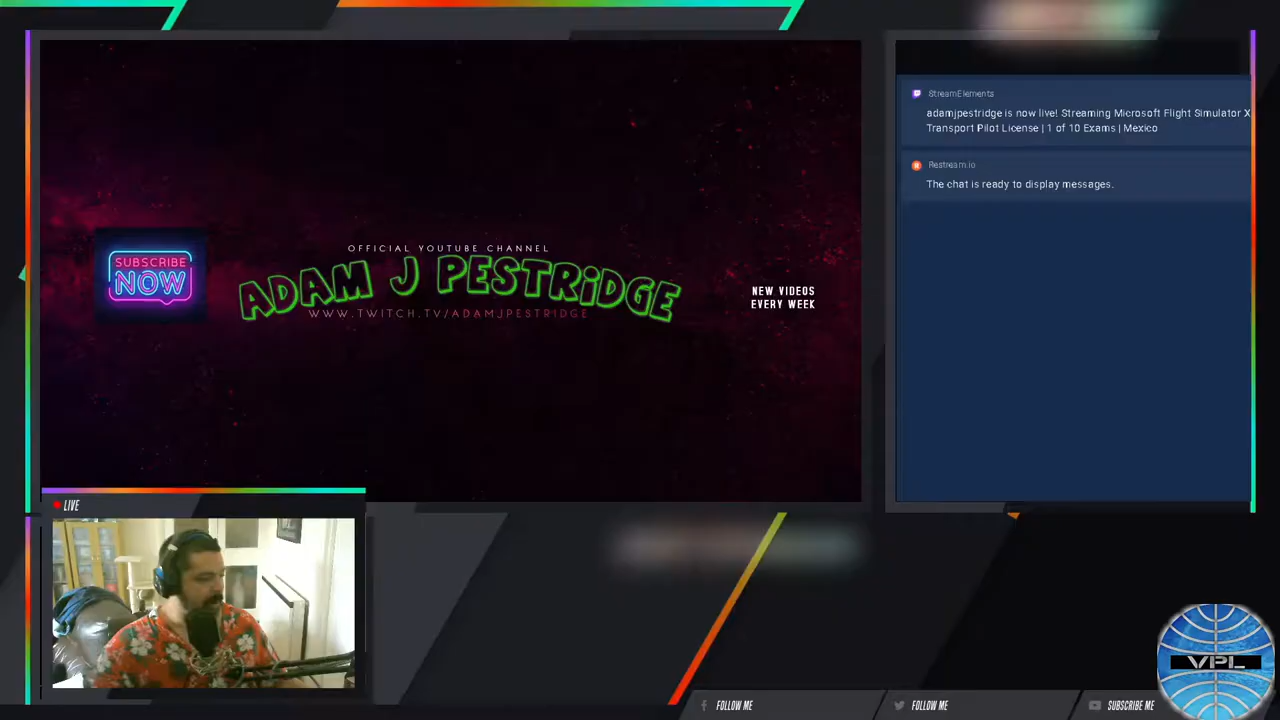 OFFICIAL YOUTUBE CHANNEL
ADAM J PESTRIDGE
WWW.TWITCH.TV/ADAMJPESTRIDGE
SUBSCRIBE
NOW
NEW VIDEOS
EVERY WEEK
StreamElements
adamjpestridge is now live! Streaming Microsoft Flight Simulator X
Transport Pilot License | 1 of 10 Exams | Mexico
Restream.io
The chat is ready to display messages.
LIVE
VPL
FOLLOW ME
FOLLOW ME
SUBSCRIBE ME